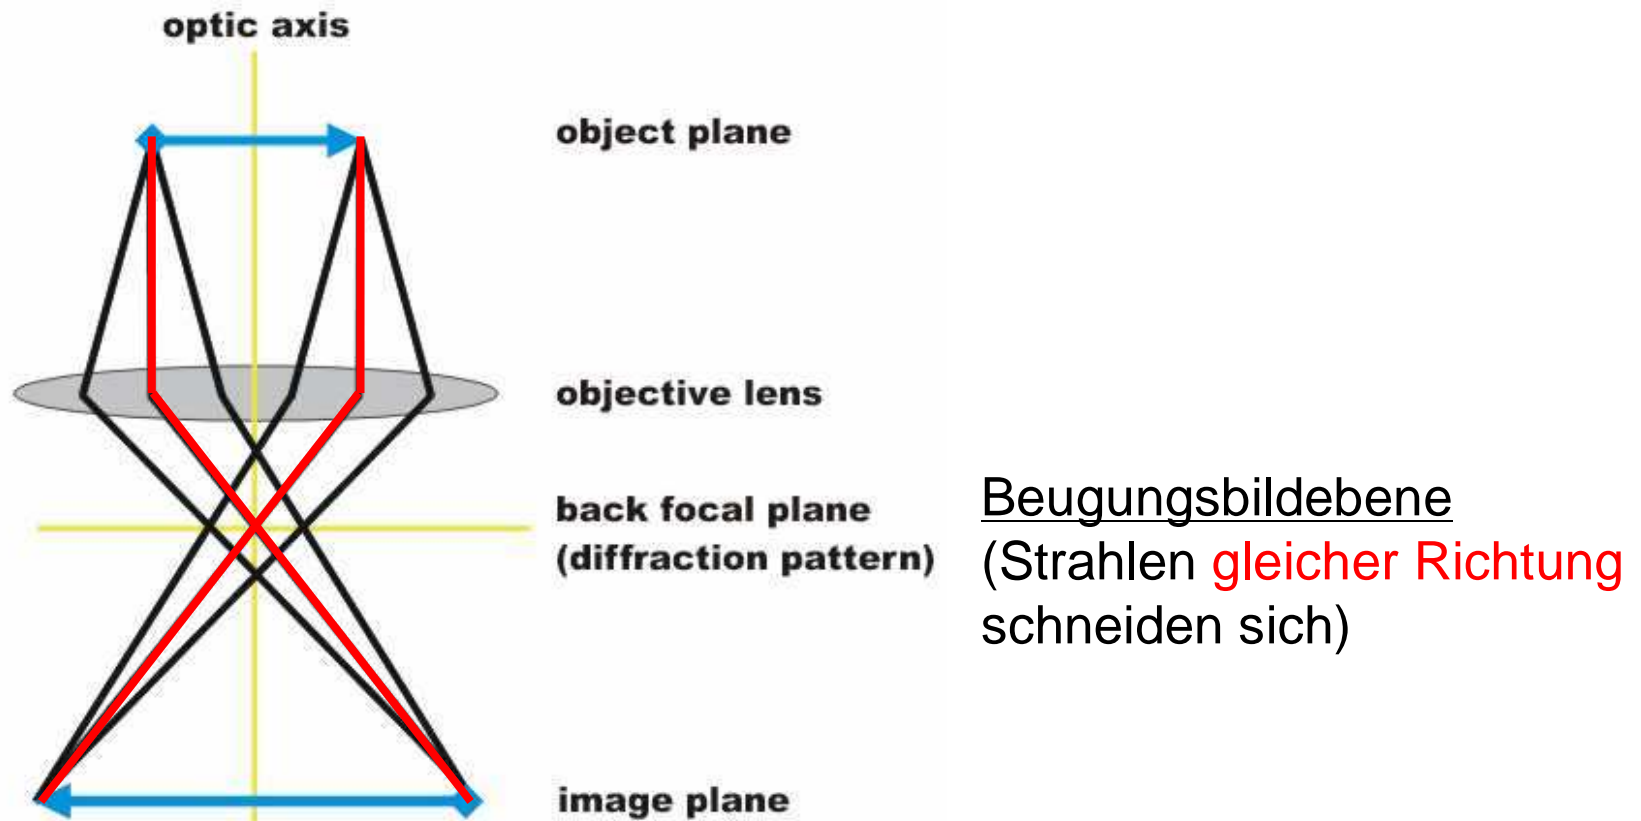 optic axis
object plane
objective lens
back focal plane
(diffraction pattern)
Beugungsbildebene
(Strahlen gleicher Richtung
schneiden sich)
image plane